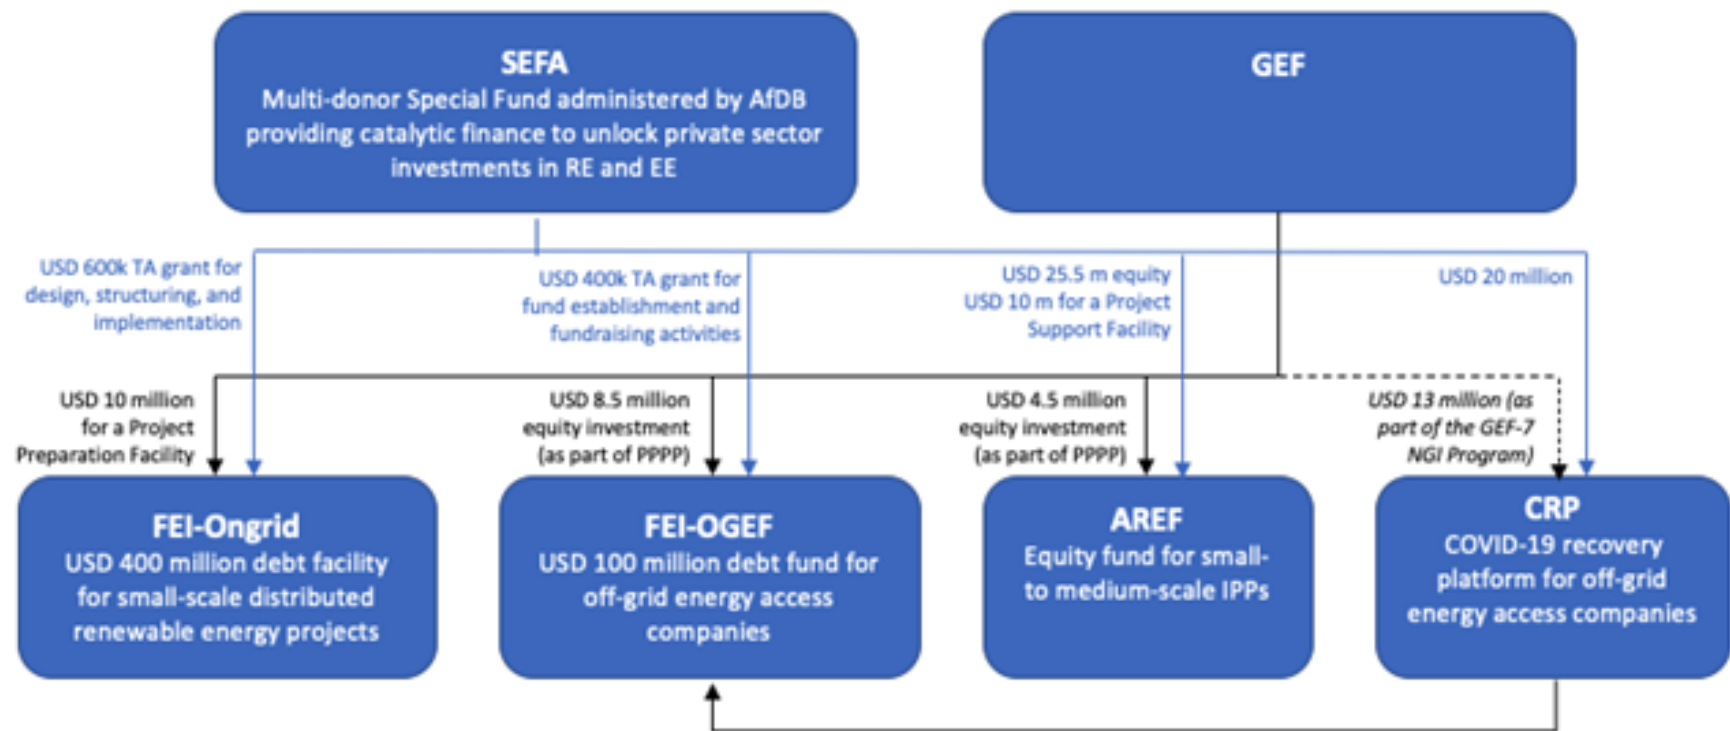 SEFA
Multi-donor Special Fund administered by AfDB
providing catalytic finance to unlock private sector
investments in RE and EE
GEF
USD 600k TA grant for
design, structuring, and
implementation
USD 400k TA grant for
fund establishment and
fundraising activities
USD 25.5 m equity
USD 10 m for a Project
Support Facility
USD 20 million
USD 10 million
for a Project
Preparation Facility
USD 8.5 million
equity investment
(as part of PPPP)
USD 4.5 million
equity investment
(as part of PPPP)
USD 13 million (as
part of the GEF-7
NGI Program)
FEI-Ongrid
USD 400 million debt facility
for small-scale distributed
renewable energy projects
FEI-OGEF
USD 100 million debt fund for
off-grid energy access
companies
AREF
Equity fund for small-
to medium-scale IPPs
CRP
COVID-19 recovery
platform for off-grid
energy access companies